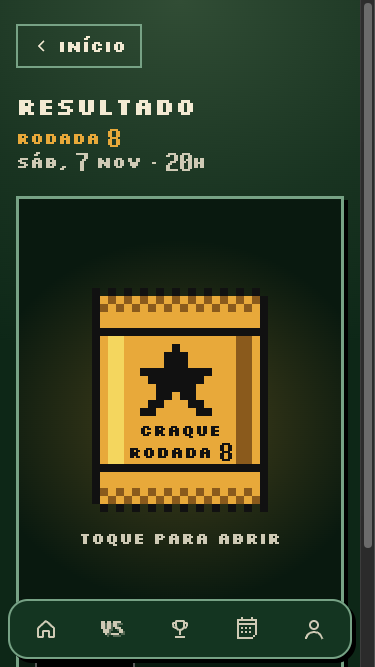 INÍCIO
RESULTADO
RODADA 8
SÁB, 7 NOV · 20H
CRAQUE
RODADA 8
TOQUE PARA ABRIR
VS